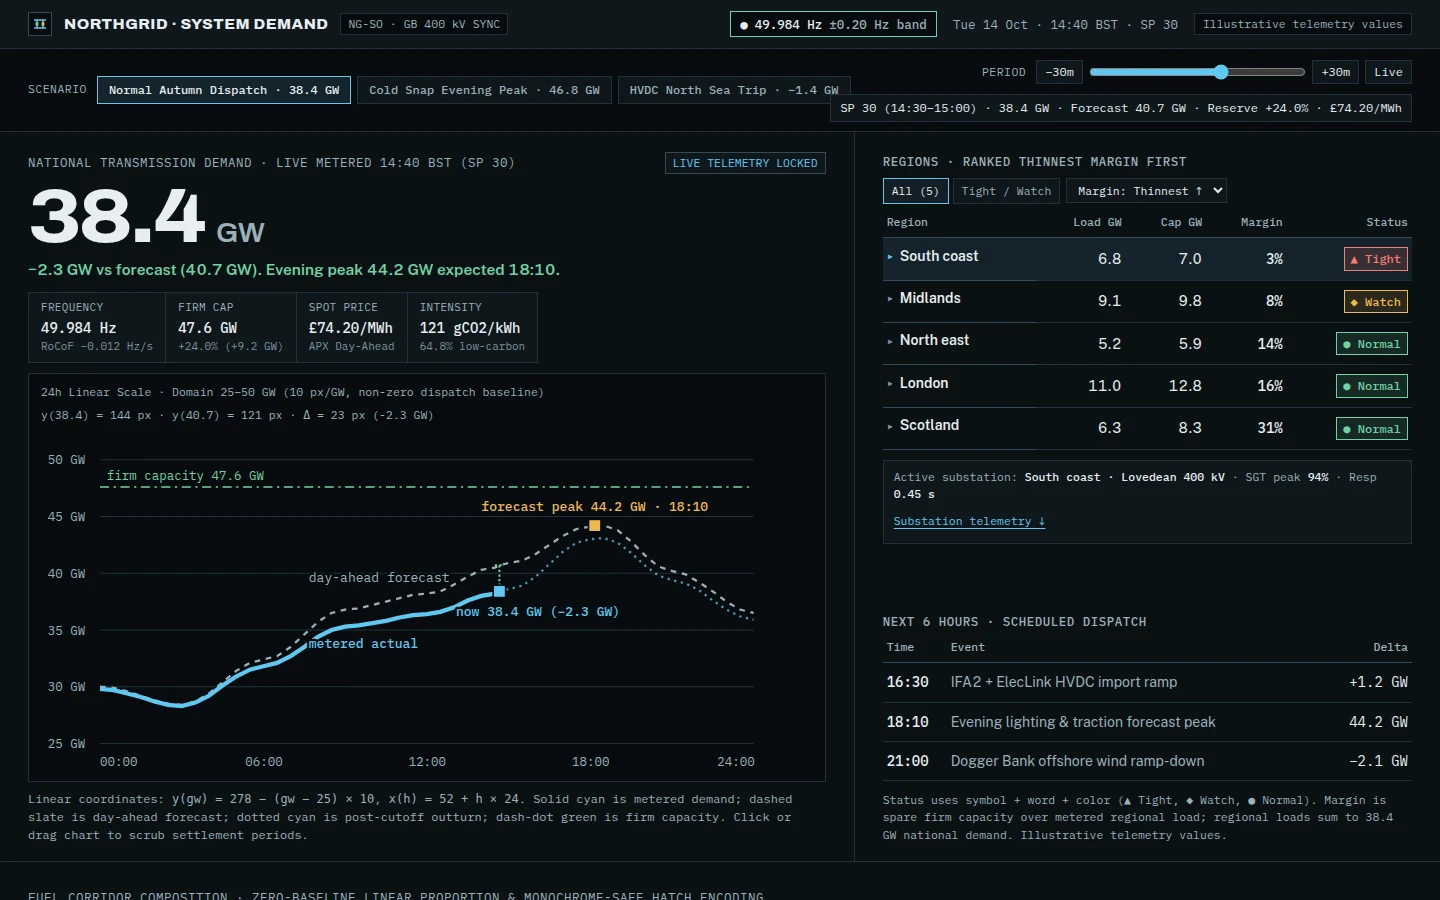 NORTHGRID · SYSTEM DEMAND
NG-SO · GB 400 kV SYNC
● 49.984 Hz ±0.20 Hz band
Tue 14 Oct · 14:40 BST · SP 30
Illustrative telemetry values
SCENARIO
Normal Autumn Dispatch · 38.4 GW
Cold Snap Evening Peak · 46.8 GW
HVDC North Sea Trip · −1.4 GW
PERIOD
−30m
+30m
Live
SP 30 (14:30–15:00) · 38.4 GW · Forecast 40.7 GW · Reserve +24.0% · £74.20/MWh
NATIONAL TRANSMISSION DEMAND · LIVE METERED 14:40 BST (SP 30)
LIVE TELEMETRY LOCKED
38.4 GW
−2.3 GW vs forecast (40.7 GW). Evening peak 44.2 GW expected 18:10.
FREQUENCY
49.984 Hz
RoCoF −0.012 Hz/s
FIRM CAP
47.6 GW
+24.0% (+9.2 GW)
SPOT PRICE
£74.20/MWh
APX Day-Ahead
INTENSITY
121 gCO2/kWh
64.8% low-carbon
24h Linear Scale · Domain 25–50 GW (10 px/GW, non-zero dispatch baseline)
y(38.4) = 144 px · y(40.7) = 121 px · Δ = 23 px (-2.3 GW)
50 GW
firm capacity 47.6 GW
forecast peak 44.2 GW · 18:10
45 GW
40 GW
day-ahead forecast
now 38.4 GW (−2.3 GW)
35 GW
metered actual
30 GW
25 GW
00:00
06:00
12:00
18:00
24:00
Linear coordinates: y(gw) = 278 − (gw − 25) × 10, x(h) = 52 + h × 24. Solid cyan is metered demand; dashed
slate is day-ahead forecast; dotted cyan is post-cutoff outturn; dash-dot green is firm capacity. Click or
drag chart to scrub settlement periods.
REGIONS · RANKED THINNEST MARGIN FIRST
All (5)
Tight / Watch
Margin: Thinnest ↑
Region Load GW Cap GW Margin Status
▸ South coast 6.8 7.0 3% ▲ Tight
▸ Midlands 9.1 9.8 8% ◆ Watch
▸ North east 5.2 5.9 14% ● Normal
▸ London 11.0 12.8 16% ● Normal
▸ Scotland 6.3 8.3 31% ● Normal
Active substation: South coast · Lovedean 400 kV · SGT peak 94% · Resp
0.45 s
Substation telemetry ↓
NEXT 6 HOURS · SCHEDULED DISPATCH
Time Event Delta
16:30 IFA2 + ElecLink HVDC import ramp +1.2 GW
18:10 Evening lighting & traction forecast peak 44.2 GW
21:00 Dogger Bank offshore wind ramp-down −2.1 GW
Status uses symbol + word + color (▲ Tight, ◆ Watch, ● Normal). Margin is
spare firm capacity over metered regional load; regional loads sum to 38.4
GW national demand. Illustrative telemetry values.
FUEL CORRIDOR COMPOSITION · ZERO-BASELINE LINEAR PROPORTION & MONOCHROME-SAFE HATCH ENCODING